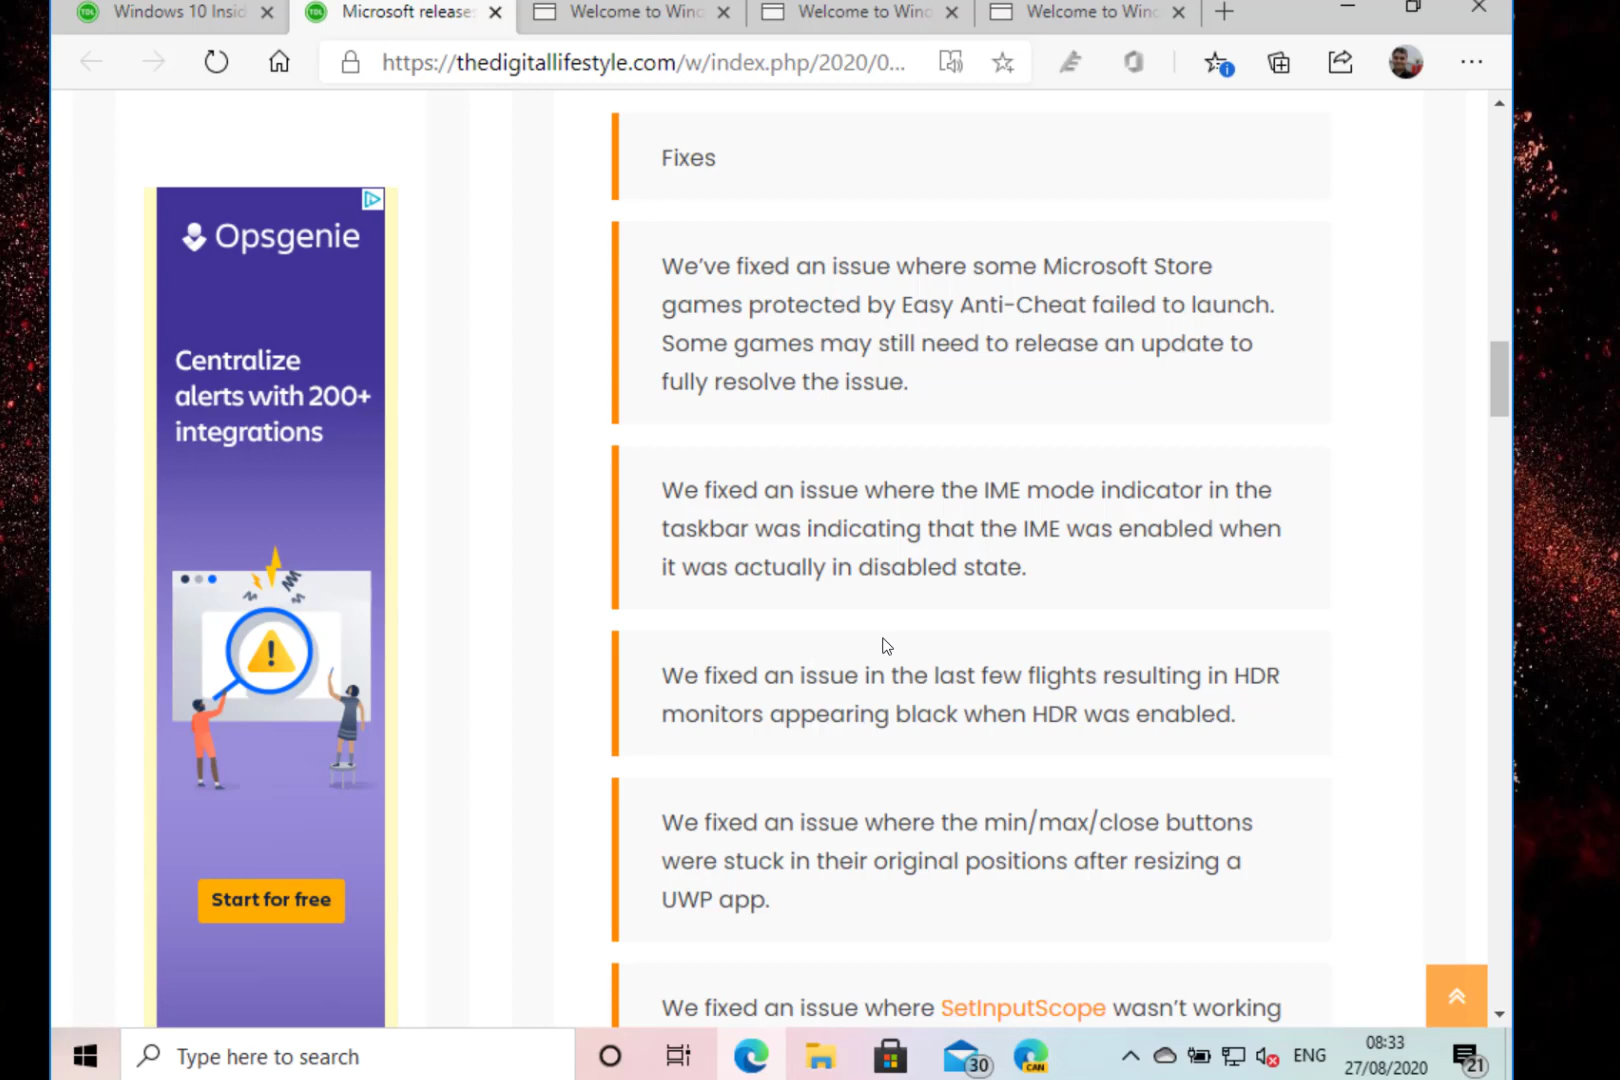 Windows 10 Insid
Microsoft release
Welcome to Winc
Welcome to Winc
Welcome to Winc
https://thedigitallifestyle.com/w/index.php/2020/0...
Fixes
We've fixed an issue where some Microsoft Store
games protected by Easy Anti-Cheat failed to launch.
Some games may still need to release an update to
fully resolve the issue.
We fixed an issue where the IME mode indicator in the
taskbar was indicating that the IME was enabled when
it was actually in disabled state.
We fixed an issue in the last few flights resulting in HDR
monitors appearing black when HDR was enabled.
We fixed an issue where the min/max/close buttons
were stuck in their original positions after resizing a
UWP app.
We fixed an issue where SetInputScope wasn't working
Opsgenie
Centralize
alerts with 200+
integrations
Start for free
Type here to search
30
CAN
ENG
08:33
27/08/2020
21